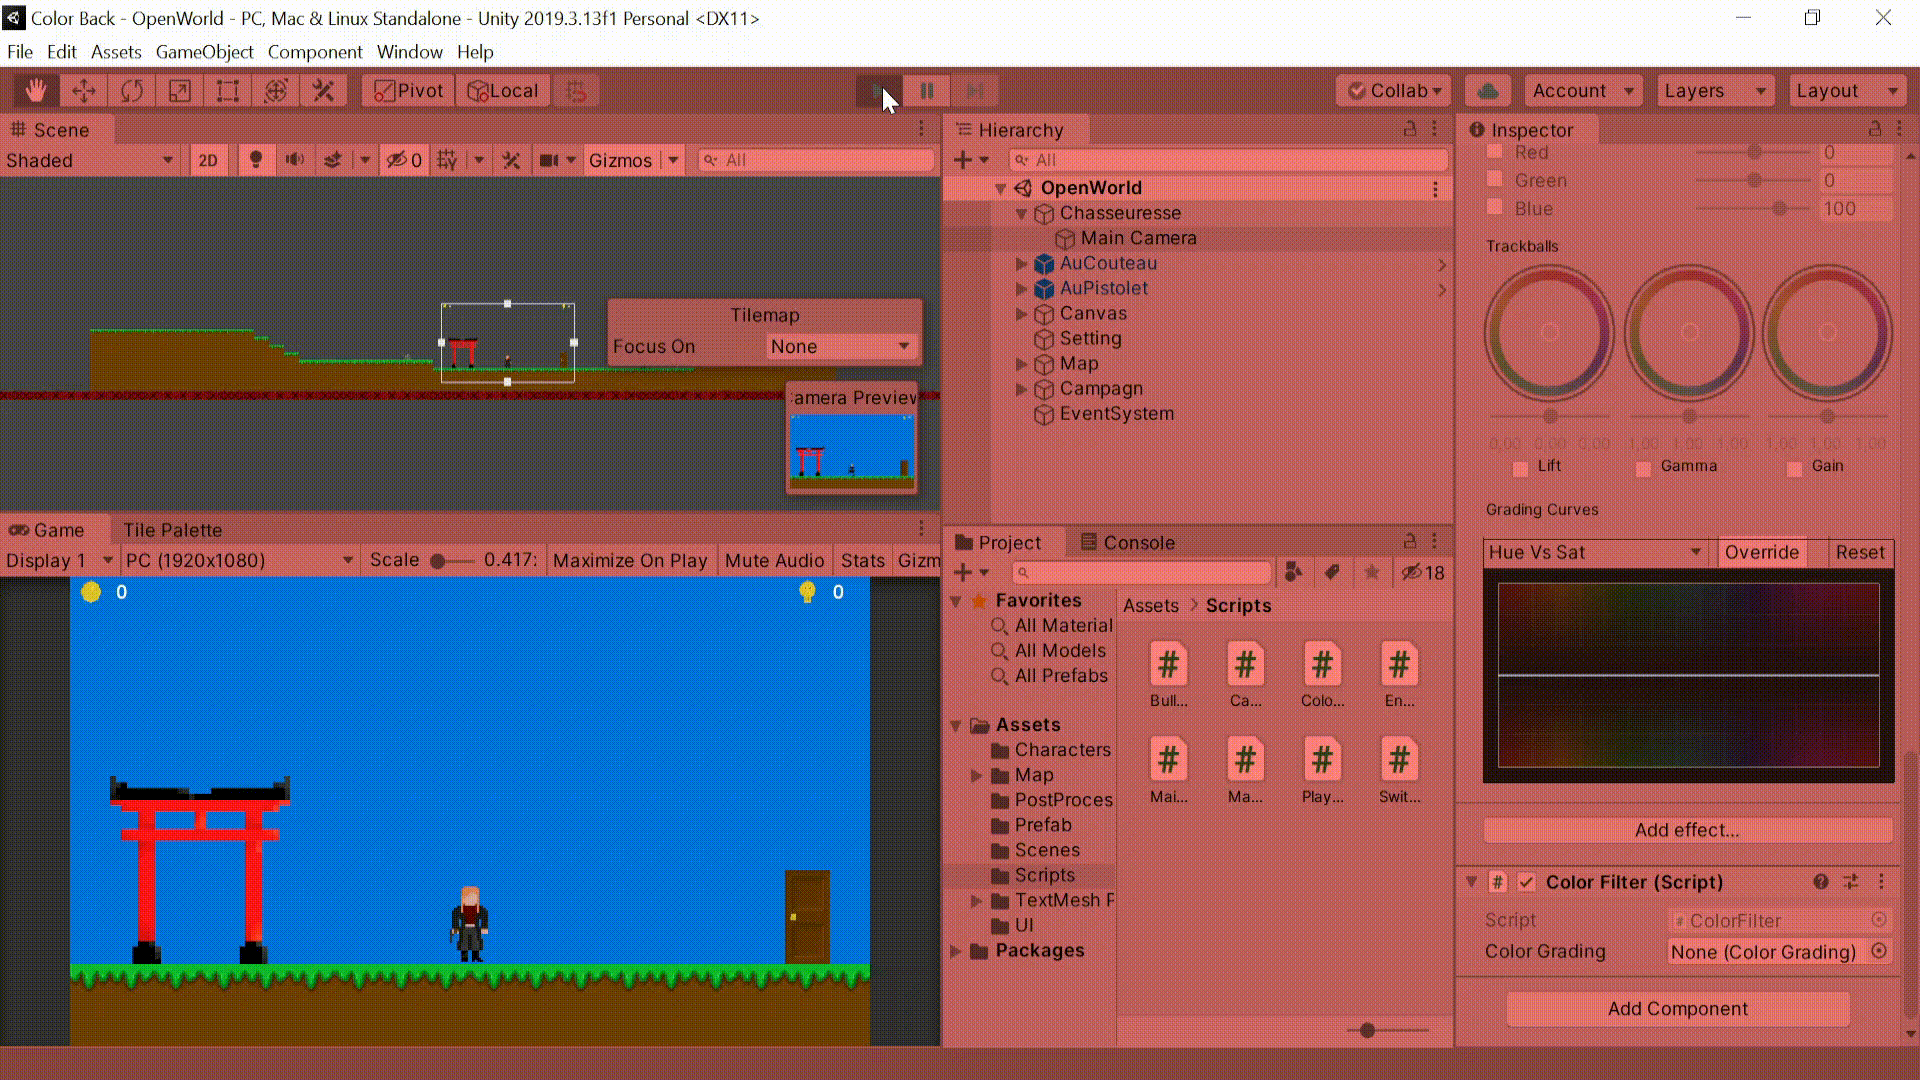 Color Back - OpenWorld - PC, Mac & Linux Standalone - Unity 2019.3.13f1 Personal <DX11>
File Edit Assets GameObject Component Window Help
Pivot Local Collab Account Layers Layout
Scene
Shaded 2D 0 Gizmos All
Tilemap
Focus On None
amera Preview
Game Tile Palette
Display 1 PC (1920x1080) Scale 0.417: Maximize On Play Mute Audio Stats Gizm
0 0
Hierarchy
All
OpenWorld
Chasseuresse
Main Camera
AuCouteau
AuPistolet
Canvas
Setting
Map
Campagn
EventSystem
Project Console
18
Favorites
All Material
All Models
All Prefabs
Assets
Characters
Map
PostProces
Prefab
Scenes
Scripts
TextMesh P
UI
Packages
Assets > Scripts
Bull... Ca... Colo... En...
Mai... Ma... Play... Swit...
Inspector
Red 0
Green 0
Blue 100
Trackballs
0,00 0,00 0,00 1,00 1,00 1,00 1,00 1,00 1,00
Lift Gamma Gain
Grading Curves
Hue Vs Sat Override Reset
Add effect...
# Color Filter (Script)
Script # ColorFilter
Color Grading None (Color Grading)
Add Component